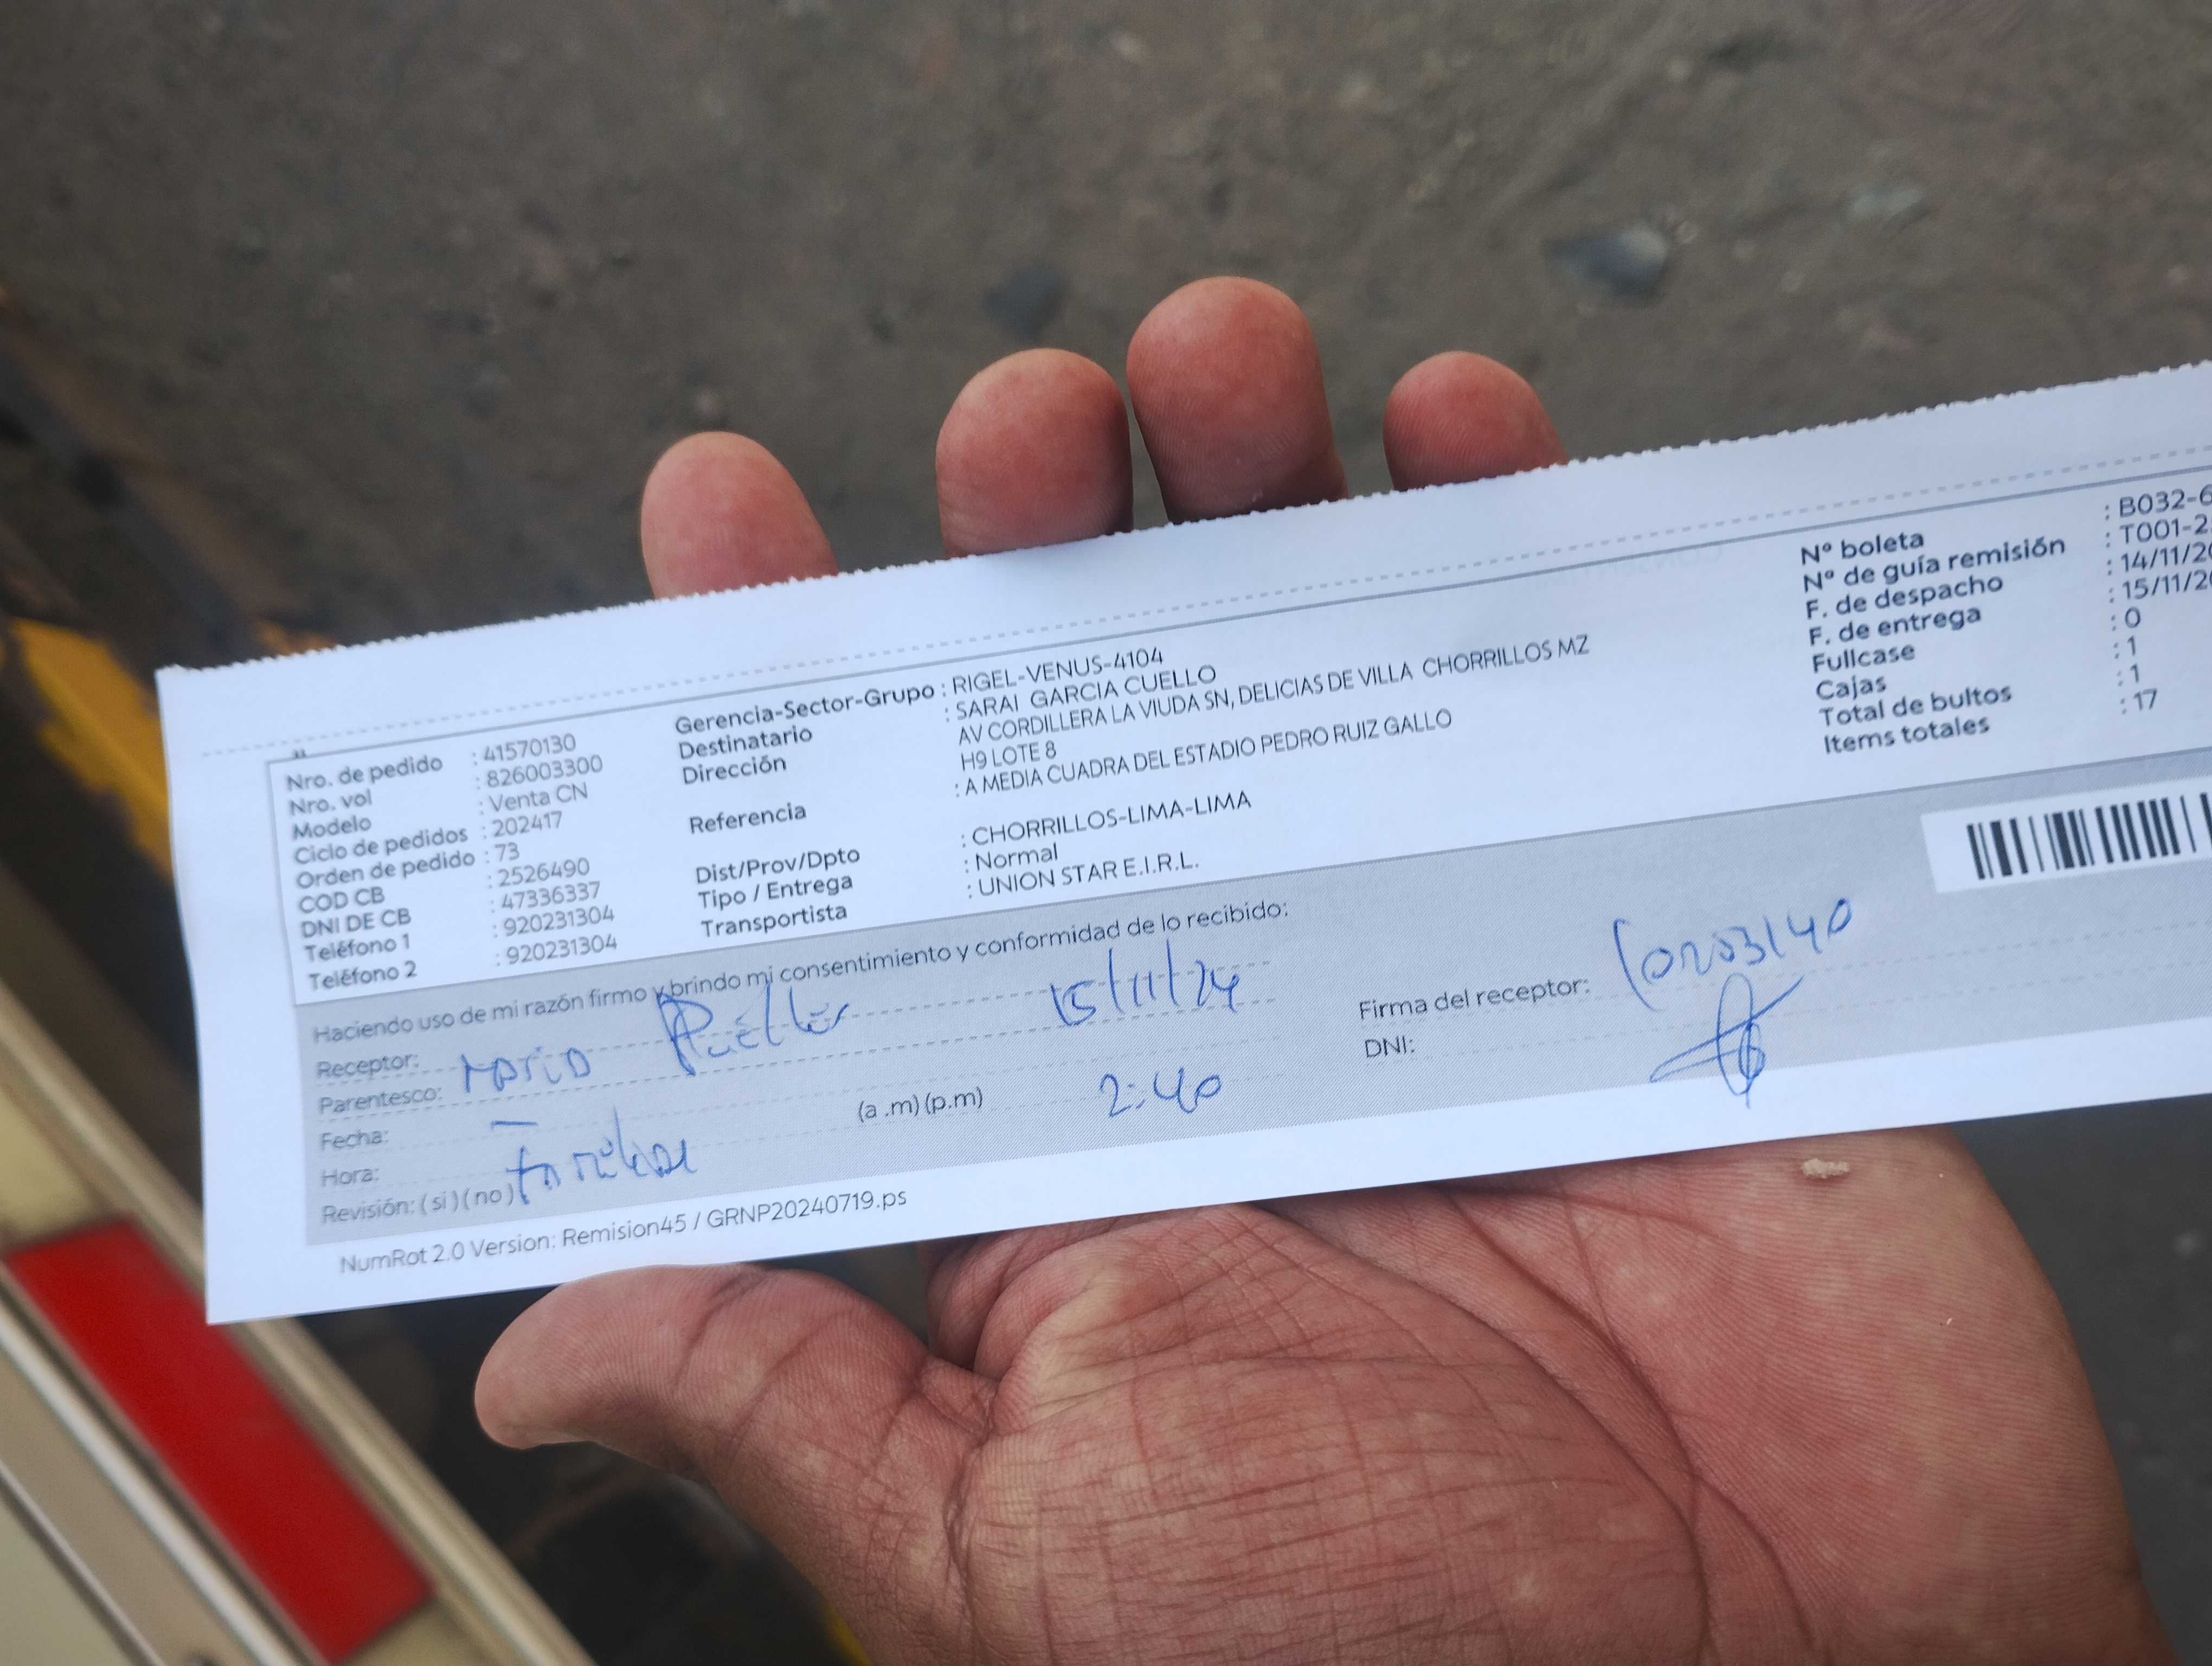 Nro. de pedido : 41570130
Nro. vol : 826003300
Modelo : Venta CN
Ciclo de pedidos : 202417
Orden de pedido : 73
COD CB : 2526490
DNI DE CB : 47336337
Teléfono 1 : 920231304
Teléfono 2 : 920231304
Gerencia-Sector-Grupo : RIGEL-VENUS-4104
Destinatario : SARAI GARCIA CUELLO
Dirección AV CORDILLERA LA VIUDA SN, DELICIAS DE VILLA CHORRILLOS MZ
H9 LOTE 8
Referencia : A MEDIA CUADRA DEL ESTADIO PEDRO RUIZ GALLO
Dist/Prov/Dpto : CHORRILLOS-LIMA-LIMA
Tipo / Entrega : Normal
Transportista : UNION STAR E.I.R.L.
Nº boleta : B032-6
Nº de guía remisión : T001-2
F. de despacho : 14/11/20
F. de entrega : 15/11/20
Fullcase : 0
Cajas : 1
Total de bultos : 1
Items totales : 17
Haciendo uso de mi razón firmo y brindo mi consentimiento y conformidad de lo recibido:
Receptor: 15/11/24
Parentesco:
Fecha:
Hora: (a .m) (p.m) 2:40
Revisión: (si) (no)
Firma del receptor:
DNI:
NumRot 2.0 Version: Remision45 / GRNP20240719.ps